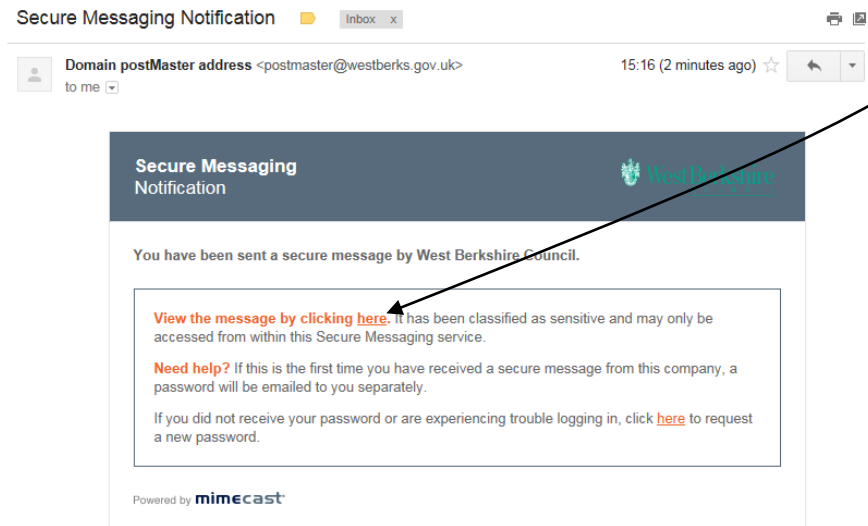 Secure Messaging Notification Inbox x
Domain postMaster address <postmaster@westberks.gov.uk> 15:16 (2 minutes ago)
to me
Secure Messaging
Notification
West Berkshire
You have been sent a secure message by West Berkshire Council.
View the message by clicking here. It has been classified as sensitive and may only be
accessed from within this Secure Messaging service.
Need help? If this is the first time you have received a secure message from this company, a
password will be emailed to you separately.
If you did not receive your password or are experiencing trouble logging in, click here to request
a new password.
Powered by mimecast